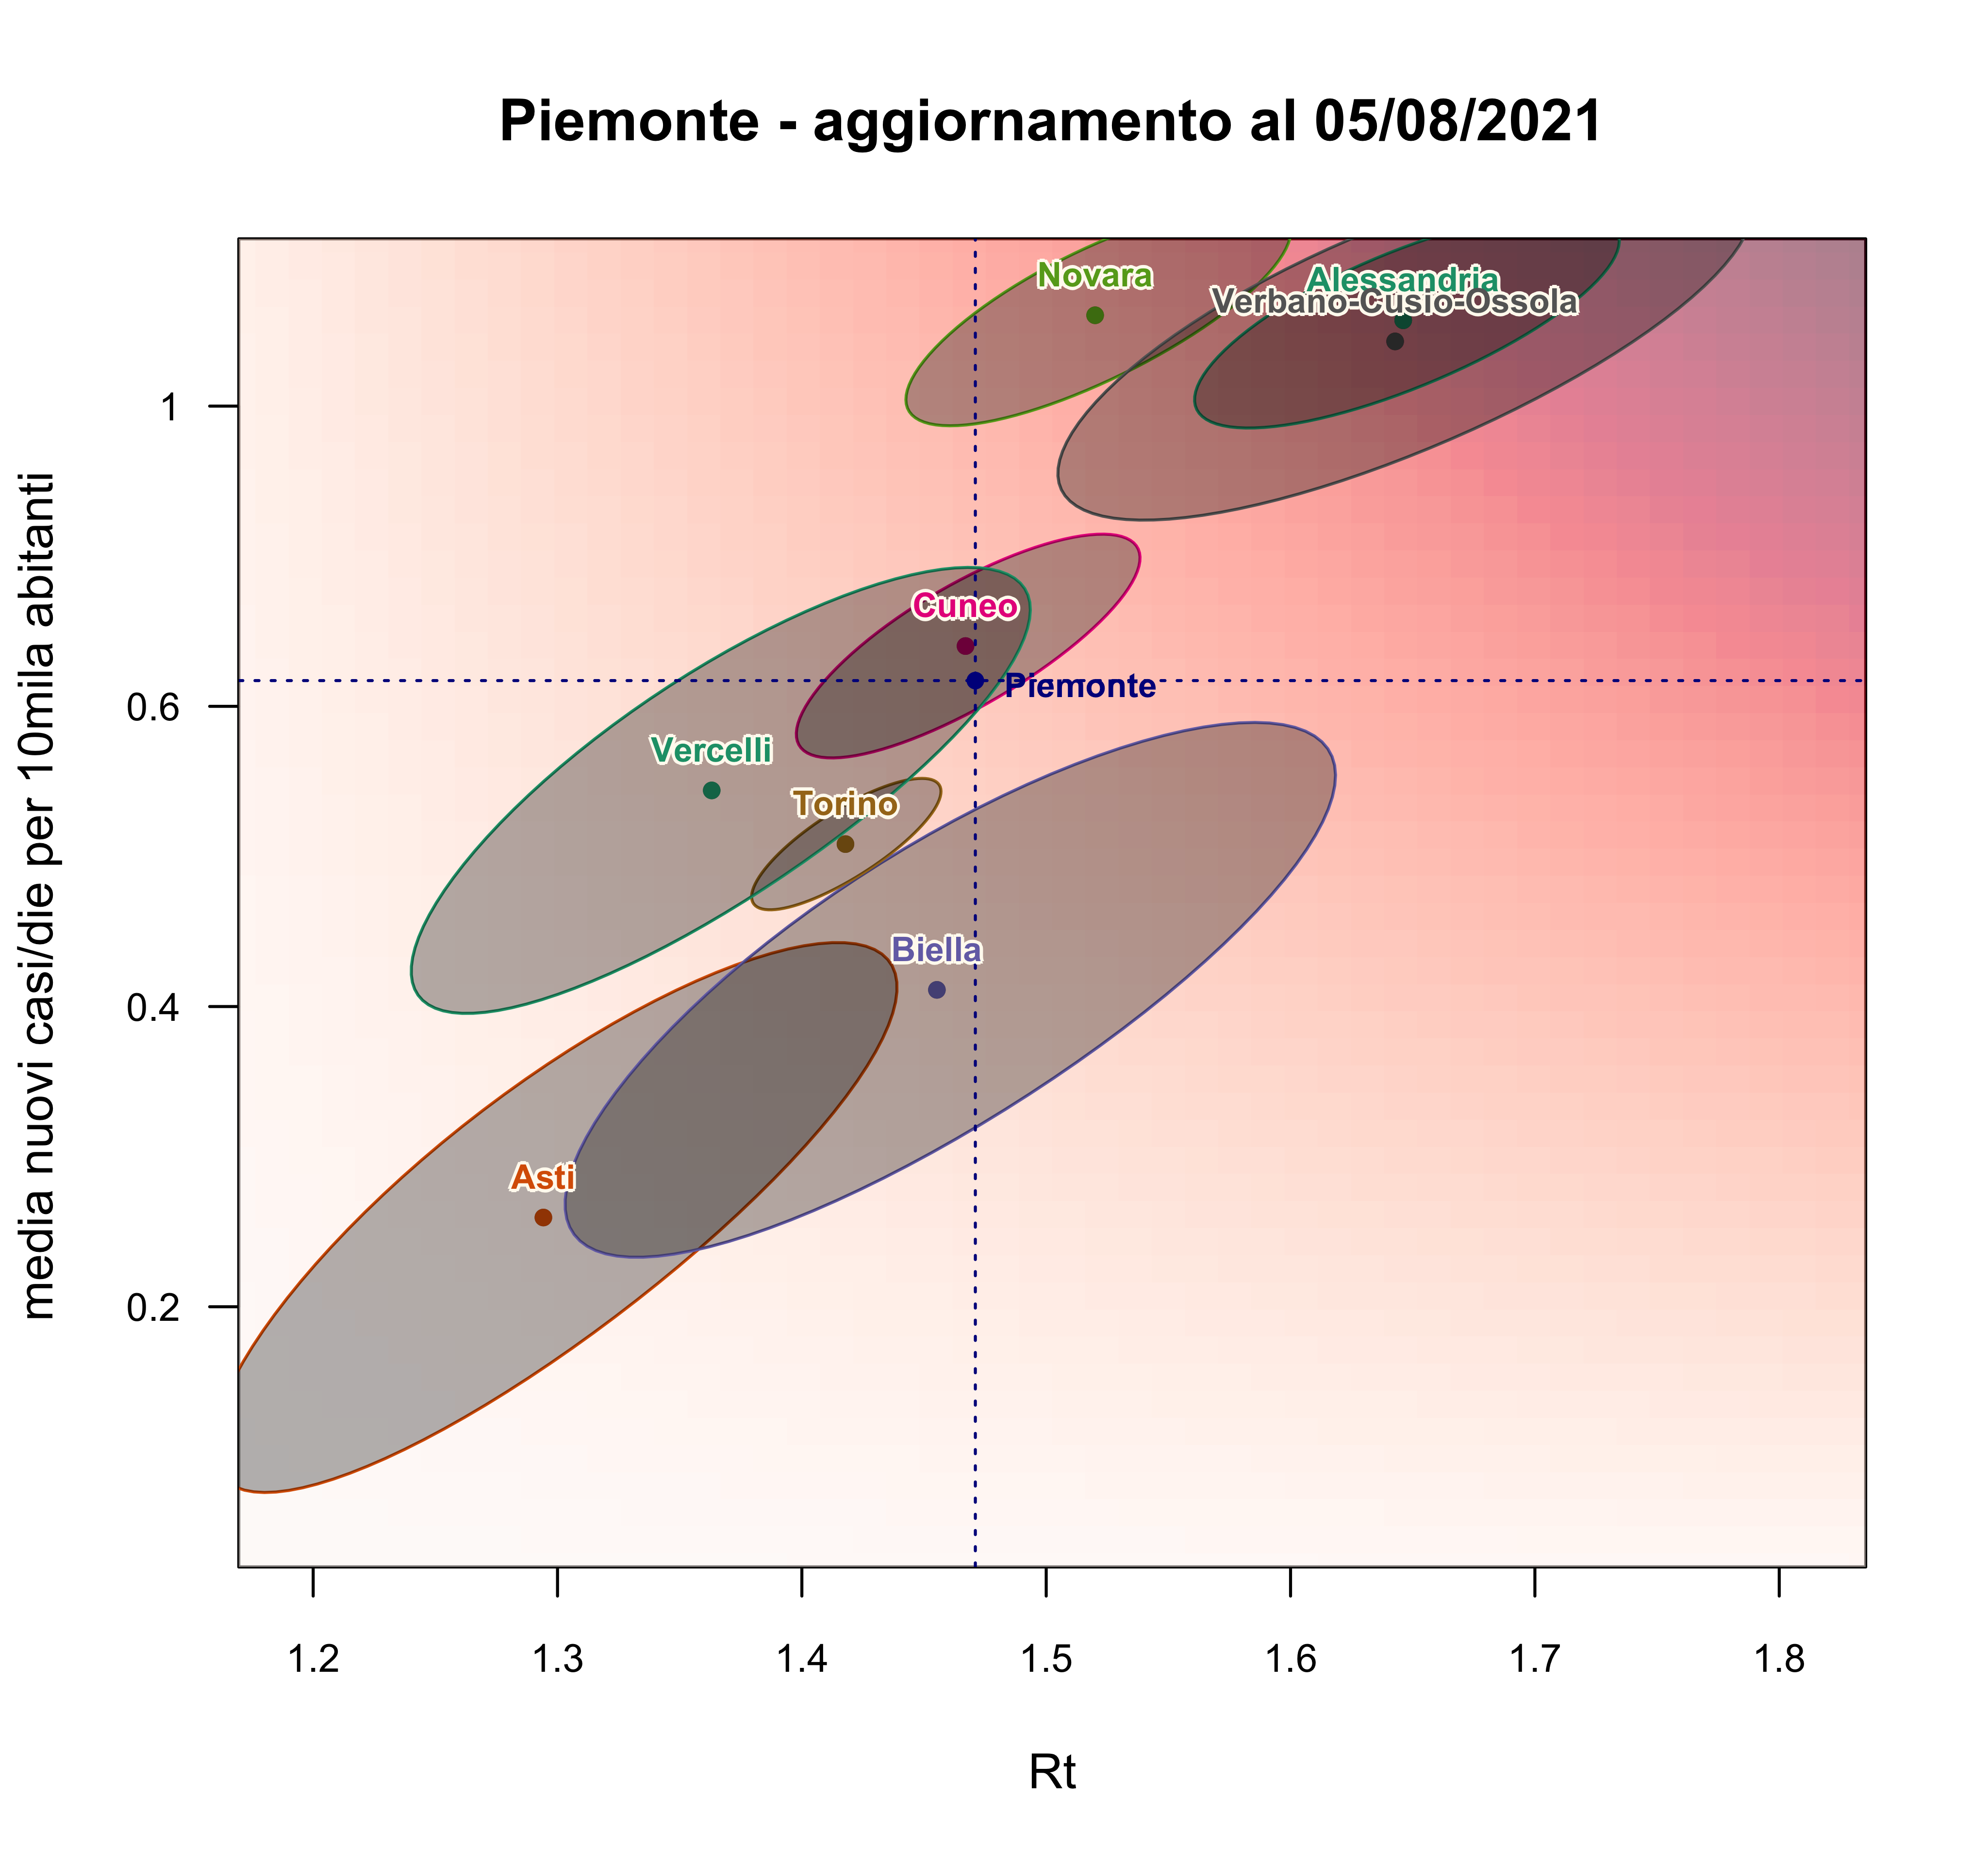 Piemonte - aggiornamento al 05/08/2021
media nuovi casi/die per 10mila abitanti
1
0.6
0.4
0.2
Novara
Alessandria
Verbano-Cusio-Ossola
Cuneo
Piemonte
Vercelli
Torino
Biella
Asti
1.2 1.3 1.4 1.5 1.6 1.7 1.8
Rt